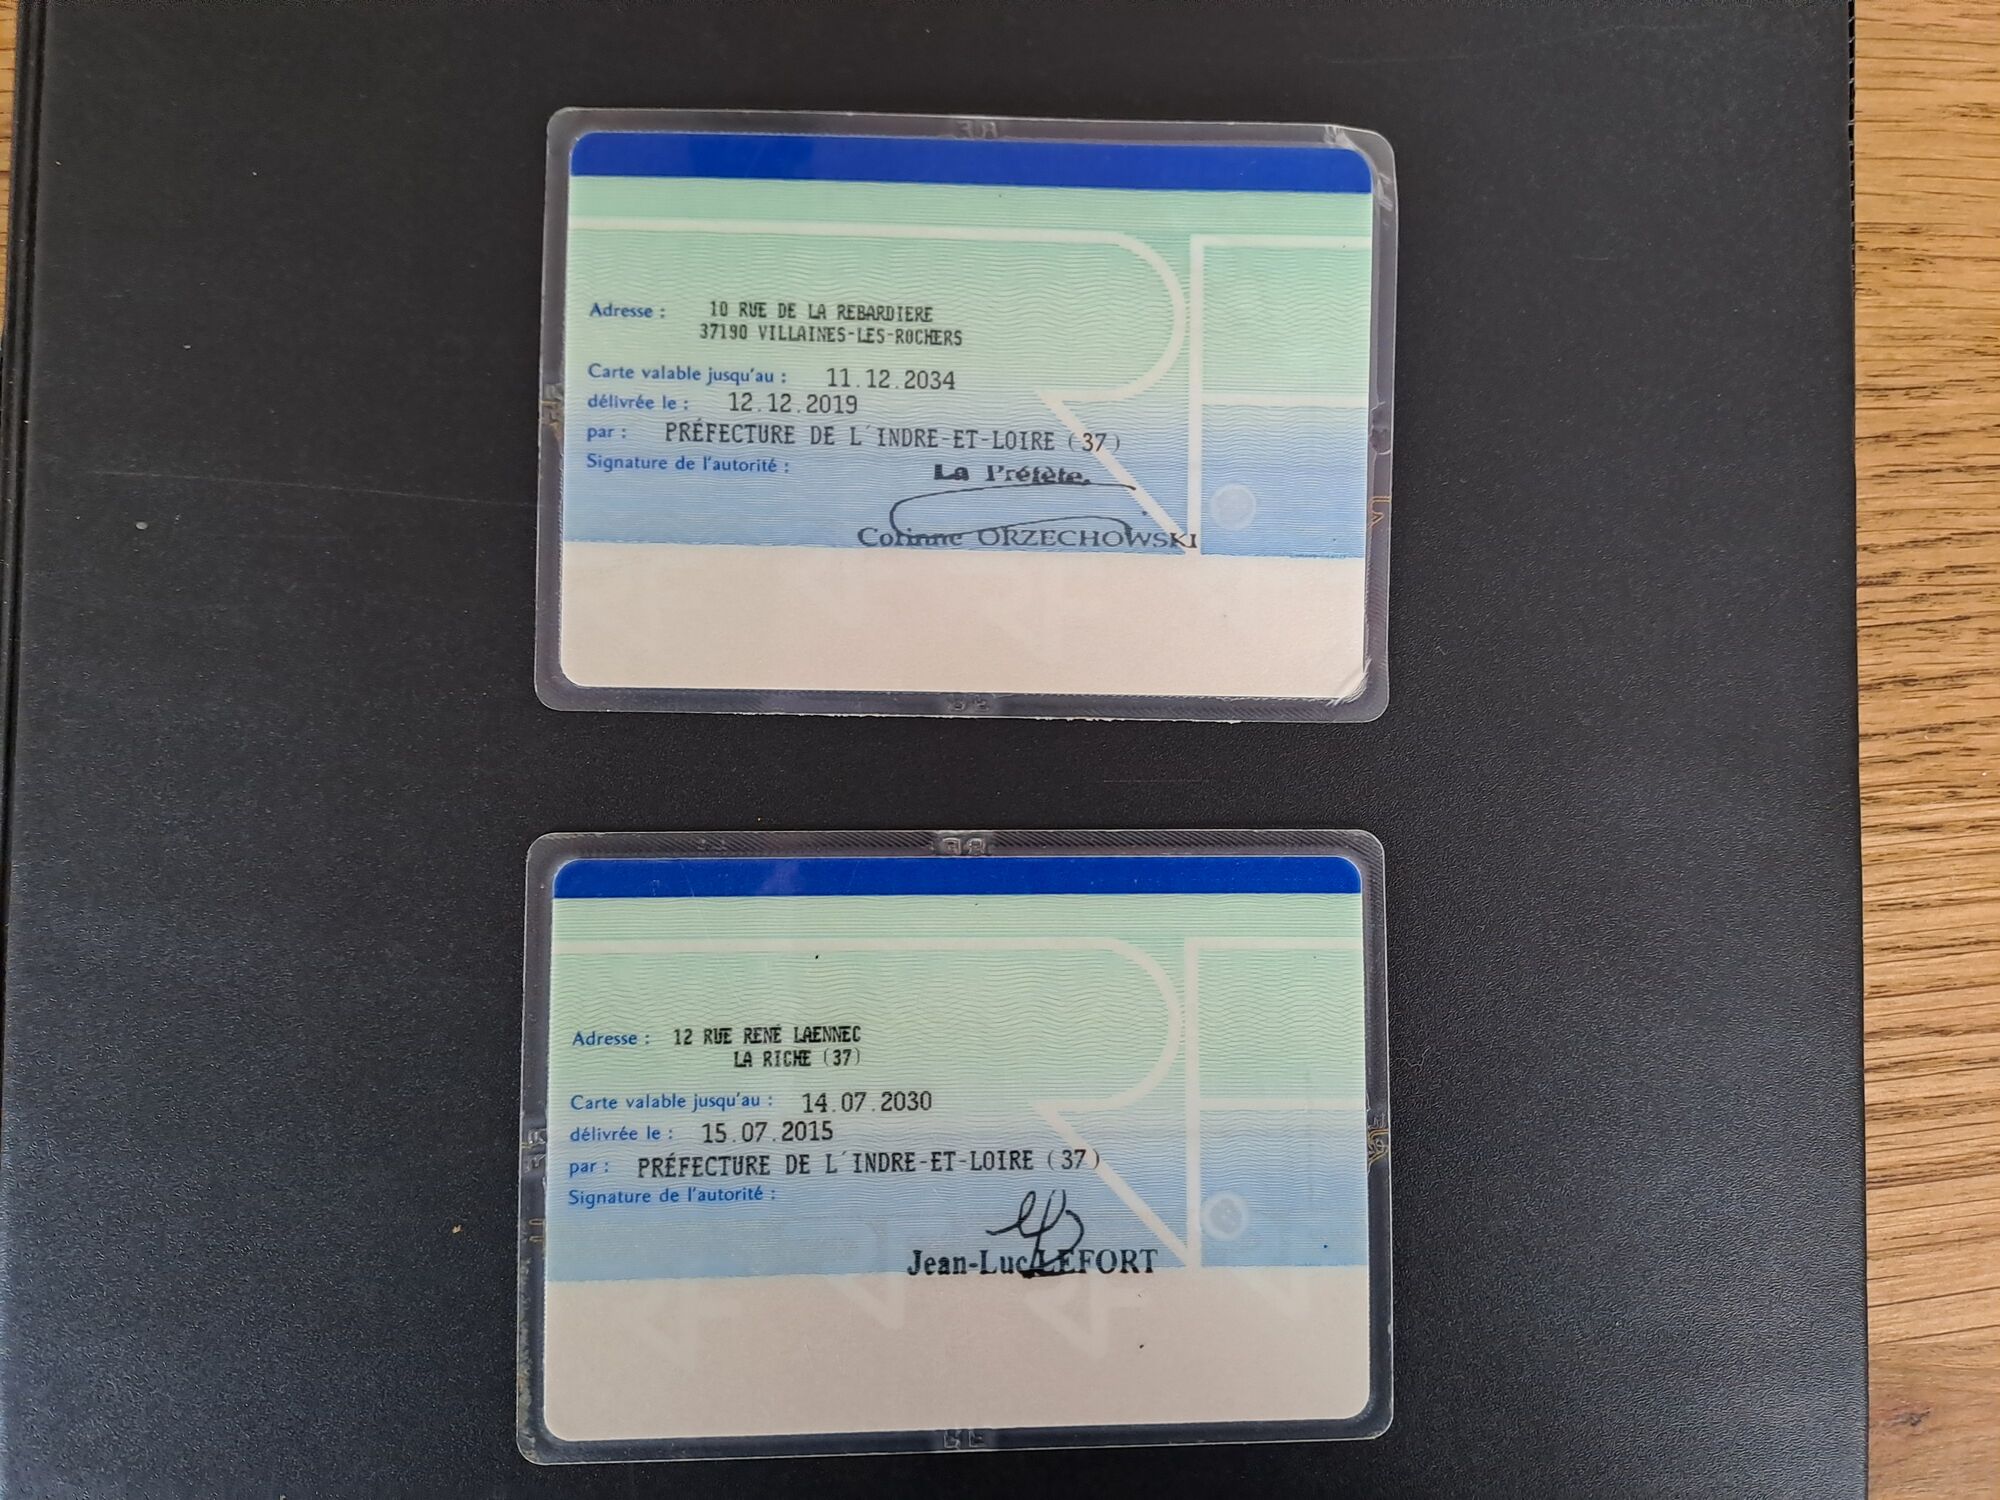 Adresse : 10 RUE DE LA REBARDIERE
37190 VILLAINES-LES-ROCHERS
Carte valable jusqu'au : 11.12.2034
délivrée le : 12.12.2019
par : PRÉFECTURE DE L'INDRE-ET-LOIRE (37)
Signature de l'autorité :
La Préfète,
Corinne ORZECHOWSKI
RF
Adresse : 12 RUE RENÉ LAENNEC
LA RICHE (37)
Carte valable jusqu'au : 14.07.2030
délivrée le : 15.07.2015
par : PRÉFECTURE DE L'INDRE-ET-LOIRE (37)
Signature de l'autorité :
Jean-Luc LEFORT
RF